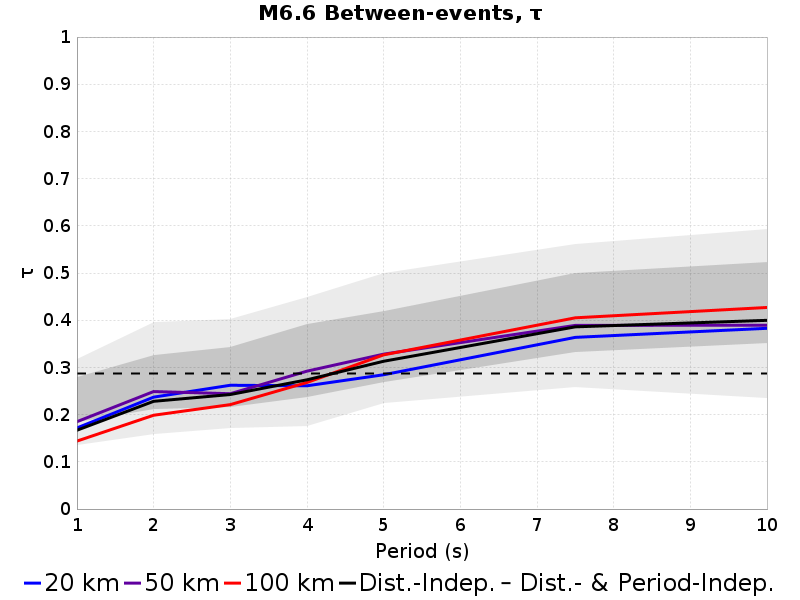 M6.6 Between-events, τ
1
0.9
0.8
0.7
0.6
0.5
0.4
0.3
0.2
0.1
0
τ
1 2 3 4 5 6 7 8 9 10
Period (s)
20 km 50 km 100 km Dist.-Indep. Dist.- & Period-Indep.